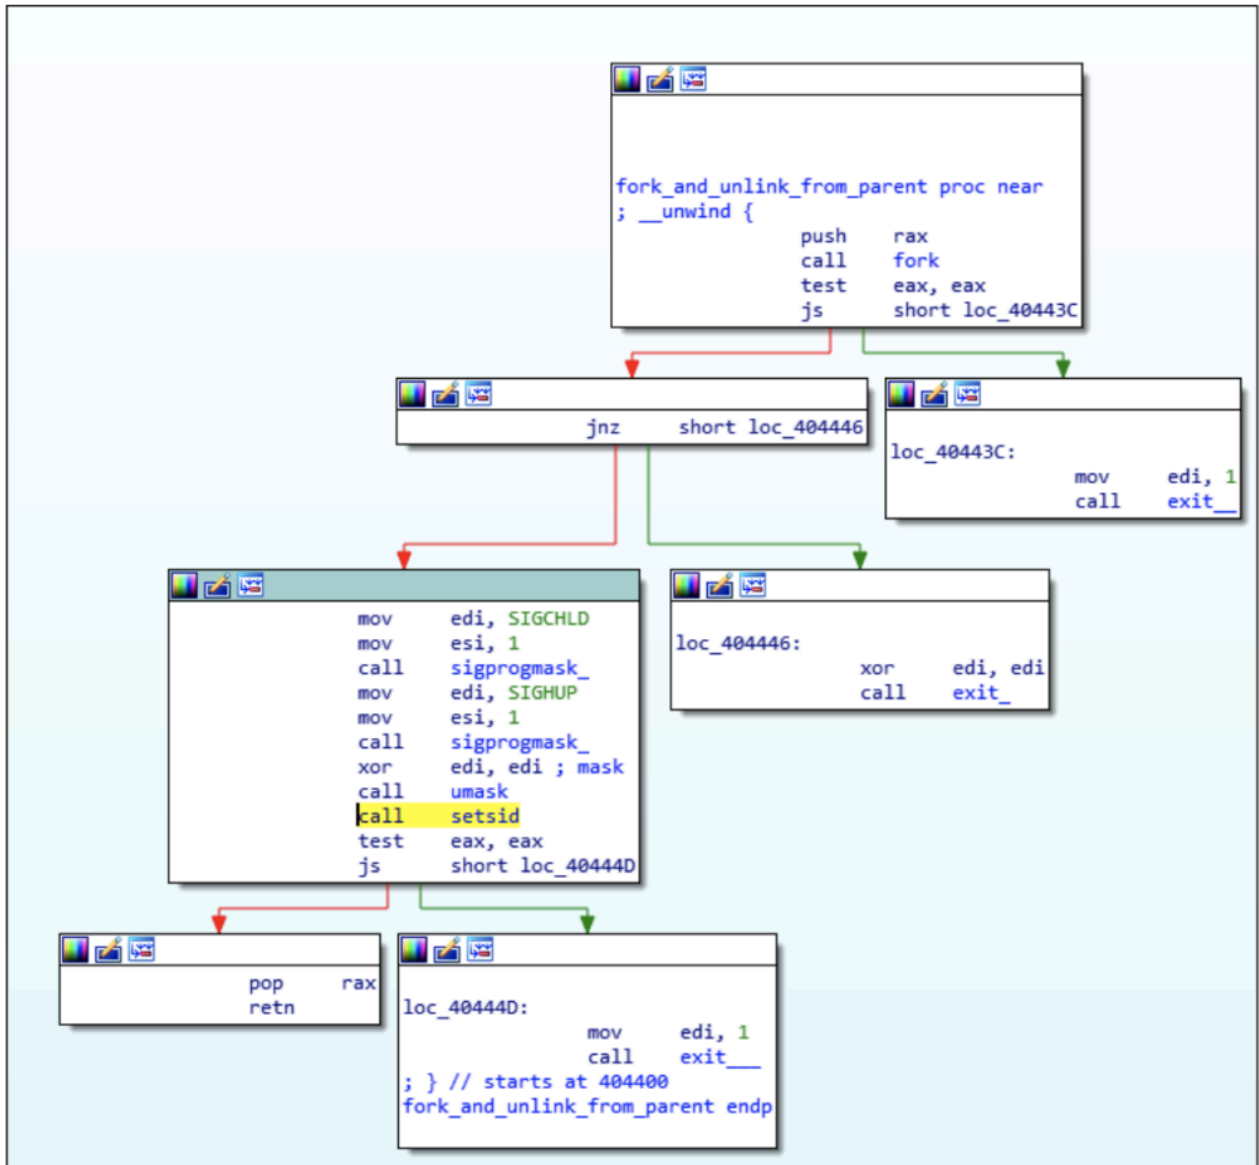 fork_and_unlink_from_parent proc near
; __unwind {
push rax
call fork
test eax, eax
js short loc_40443C
jnz short loc_404446
loc_40443C:
mov edi, 1
call exit__
mov edi, SIGCHLD
mov esi, 1
call sigprogmask_
mov edi, SIGHUP
mov esi, 1
call sigprogmask_
xor edi, edi ; mask
call umask
call setsid
test eax, eax
js short loc_40444D
loc_404446:
xor edi, edi
call exit_
pop rax
retn
loc_40444D:
mov edi, 1
call exit___
; } // starts at 404400
fork_and_unlink_from_parent endp